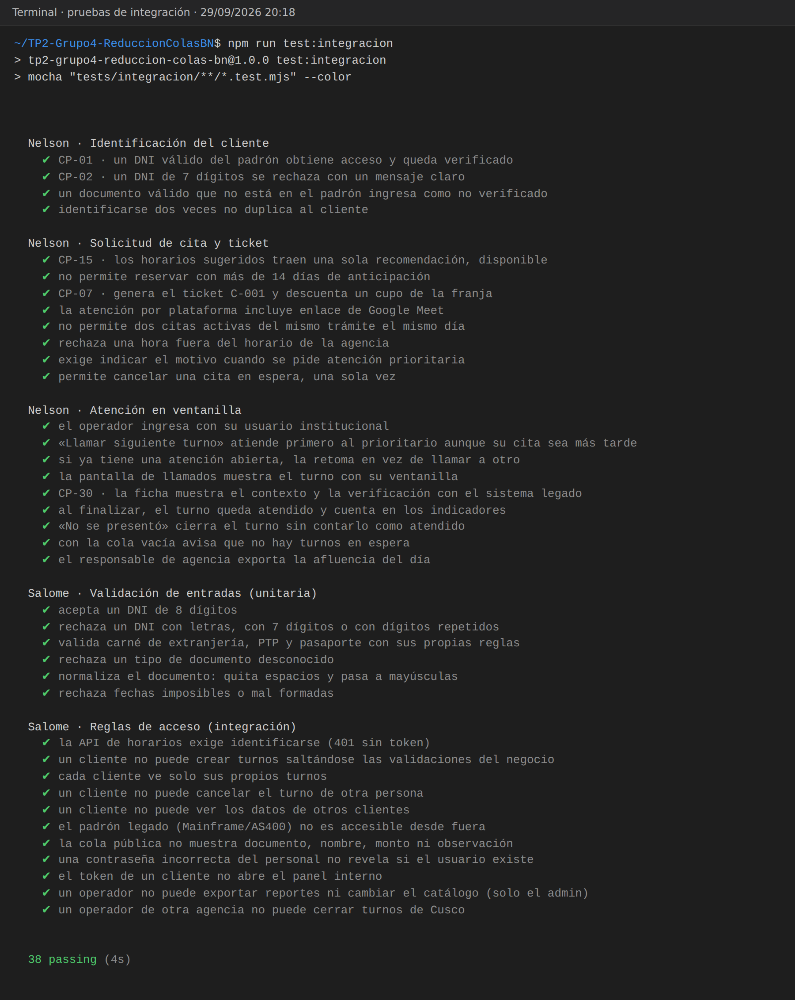 Terminal · pruebas de integración · 29/09/2026 20:18
~/TP2-Grupo4-ReduccionColasBN$ npm run test:integracion
> tp2-grupo4-reduccion-colas-bn@1.0.0 test:integracion
> mocha "tests/integracion/**/*.test.mjs" --color
Nelson · Identificación del cliente
✔ CP-01 · un DNI válido del padrón obtiene acceso y queda verificado
✔ CP-02 · un DNI de 7 dígitos se rechaza con un mensaje claro
✔ un documento válido que no está en el padrón ingresa como no verificado
✔ identificarse dos veces no duplica al cliente
Nelson · Solicitud de cita y ticket
✔ CP-15 · los horarios sugeridos traen una sola recomendación, disponible
✔ no permite reservar con más de 14 días de anticipación
✔ CP-07 · genera el ticket C-001 y descuenta un cupo de la franja
✔ la atención por plataforma incluye enlace de Google Meet
✔ no permite dos citas activas del mismo trámite el mismo día
✔ rechaza una hora fuera del horario de la agencia
✔ exige indicar el motivo cuando se pide atención prioritaria
✔ permite cancelar una cita en espera, una sola vez
Nelson · Atención en ventanilla
✔ el operador ingresa con su usuario institucional
✔ «Llamar siguiente turno» atiende primero al prioritario aunque su cita sea más tarde
✔ si ya tiene una atención abierta, la retoma en vez de llamar a otro
✔ la pantalla de llamados muestra el turno con su ventanilla
✔ CP-30 · la ficha muestra el contexto y la verificación con el sistema legado
✔ al finalizar, el turno queda atendido y cuenta en los indicadores
✔ «No se presentó» cierra el turno sin contarlo como atendido
✔ con la cola vacía avisa que no hay turnos en espera
✔ el responsable de agencia exporta la afluencia del día
Salome · Validación de entradas (unitaria)
✔ acepta un DNI de 8 dígitos
✔ rechaza un DNI con letras, con 7 dígitos o con dígitos repetidos
✔ valida carné de extranjería, PTP y pasaporte con sus propias reglas
✔ rechaza un tipo de documento desconocido
✔ normaliza el documento: quita espacios y pasa a mayúsculas
✔ rechaza fechas imposibles o mal formadas
Salome · Reglas de acceso (integración)
✔ la API de horarios exige identificarse (401 sin token)
✔ un cliente no puede crear turnos saltándose las validaciones del negocio
✔ cada cliente ve solo sus propios turnos
✔ un cliente no puede cancelar el turno de otra persona
✔ un cliente no puede ver los datos de otros clientes
✔ el padrón legado (Mainframe/AS400) no es accesible desde fuera
✔ la cola pública no muestra documento, nombre, monto ni observación
✔ una contraseña incorrecta del personal no revela si el usuario existe
✔ el token de un cliente no abre el panel interno
✔ un operador no puede exportar reportes ni cambiar el catálogo (solo el admin)
✔ un operador de otra agencia no puede cerrar turnos de Cusco
38 passing (4s)